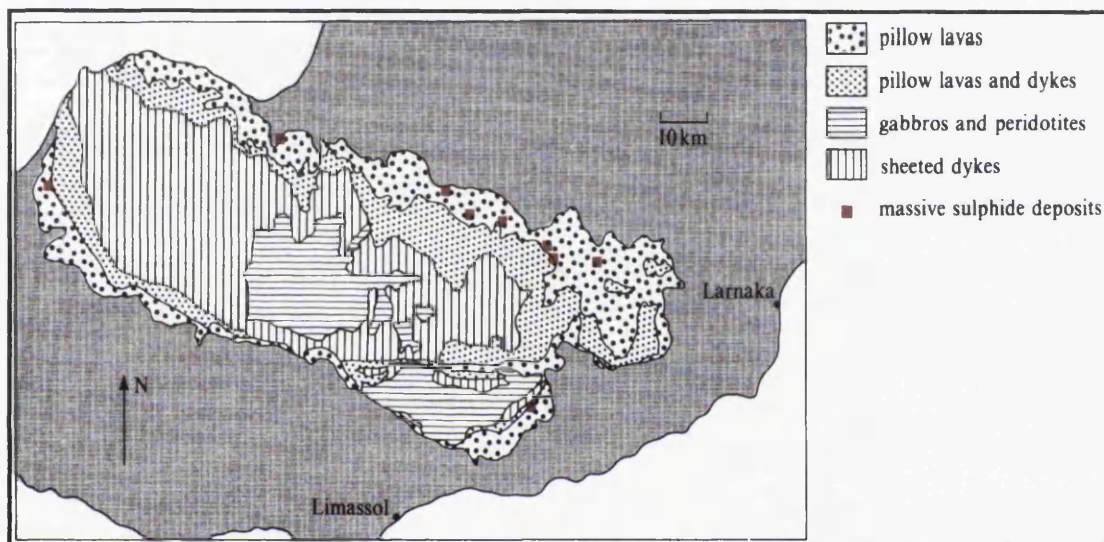 pillow lavas
pillow lavas and dykes
10 km
gabbros and peridotites
sheeted dykes
massive sulphide deposits
Larnaka
N
Limassol